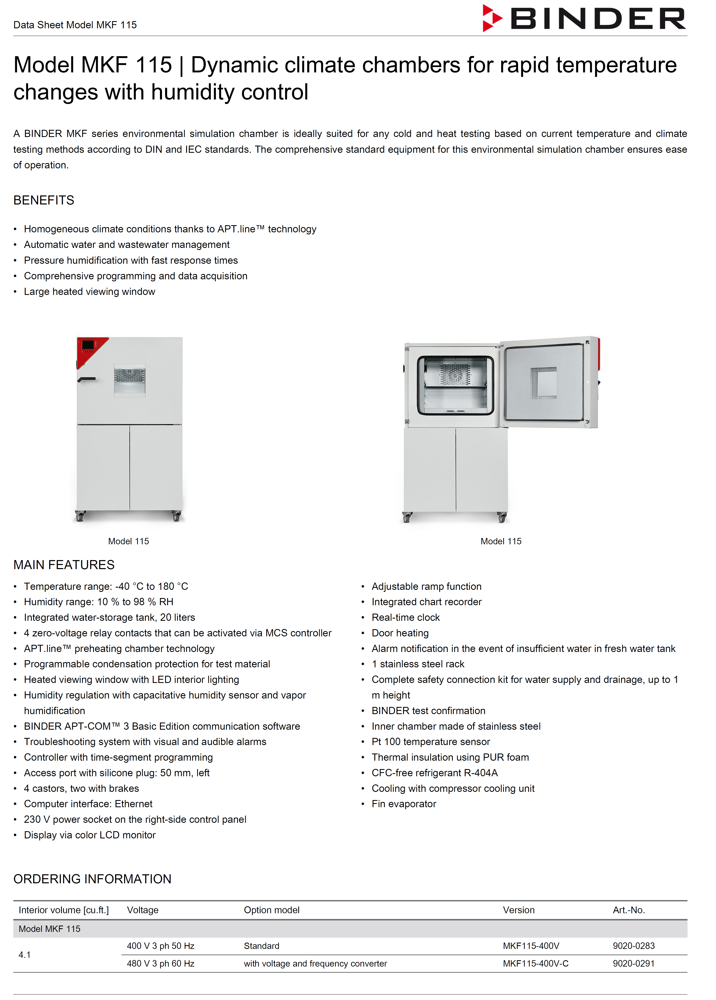 Data Sheet Model MKF 115
BINDER
Model MKF 115 | Dynamic climate chambers for rapid temperature
changes with humidity control
A BINDER MKF series environmental simulation chamber is ideally suited for any cold and heat testing based on current temperature and climate
testing methods according to DIN and IEC standards. The comprehensive standard equipment for this environmental simulation chamber ensures ease
of operation.
BENEFITS
• Homogeneous climate conditions thanks to APT.line™ technology
• Automatic water and wastewater management
• Pressure humidification with fast response times
• Comprehensive programming and data acquisition
• Large heated viewing window
Model 115
Model 115
MAIN FEATURES
• Temperature range: -40 °C to 180 °C
• Humidity range: 10 % to 98 % RH
• Integrated water-storage tank, 20 liters
• 4 zero-voltage relay contacts that can be activated via MCS controller
• APT.line™ preheating chamber technology
• Programmable condensation protection for test material
• Heated viewing window with LED interior lighting
• Humidity regulation with capacitative humidity sensor and vapor
humidification
• BINDER APT-COM™ 3 Basic Edition communication software
• Troubleshooting system with visual and audible alarms
• Controller with time-segment programming
• Access port with silicone plug: 50 mm, left
• 4 castors, two with brakes
• Computer interface: Ethernet
• 230 V power socket on the right-side control panel
• Display via color LCD monitor
• Adjustable ramp function
• Integrated chart recorder
• Real-time clock
• Door heating
• Alarm notification in the event of insufficient water in fresh water tank
• 1 stainless steel rack
• Complete safety connection kit for water supply and drainage, up to 1
m height
• BINDER test confirmation
• Inner chamber made of stainless steel
• Pt 100 temperature sensor
• Thermal insulation using PUR foam
• CFC-free refrigerant R-404A
• Cooling with compressor cooling unit
• Fin evaporator
ORDERING INFORMATION
Interior volume [cu.ft.] Voltage Option model Version Art.-No.
Model MKF 115
4.1
400 V 3 ph 50 Hz Standard MKF115-400V 9020-0283
480 V 3 ph 60 Hz with voltage and frequency converter MKF115-400V-C 9020-0291